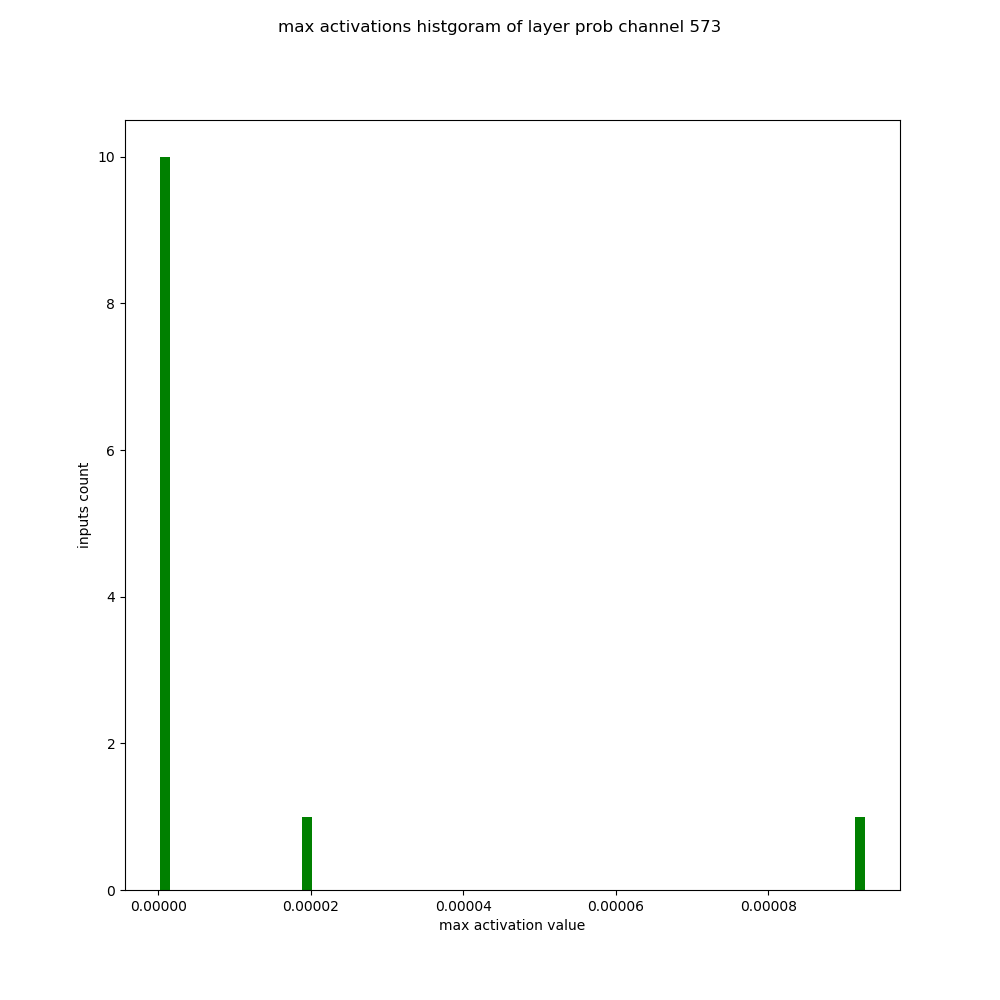 max activations histgoram of layer prob channel 573
10
8
6
4
2
0
inputs count
0.00000 0.00002 0.00004 0.00006 0.00008
max activation value